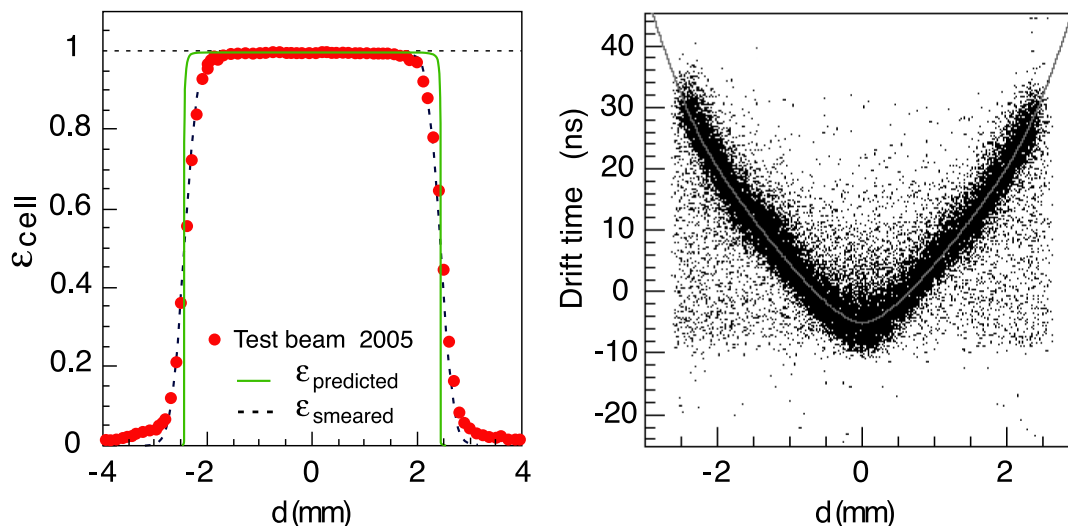 1
0.8
0.6
0.4
0.2
0
εcell
Test beam 2005
εpredicted
εsmeared
-4 -2 0 2 4
d (mm)
40
30
20
10
0
-10
-20
Drift time (ns)
-2 0 2
d (mm)